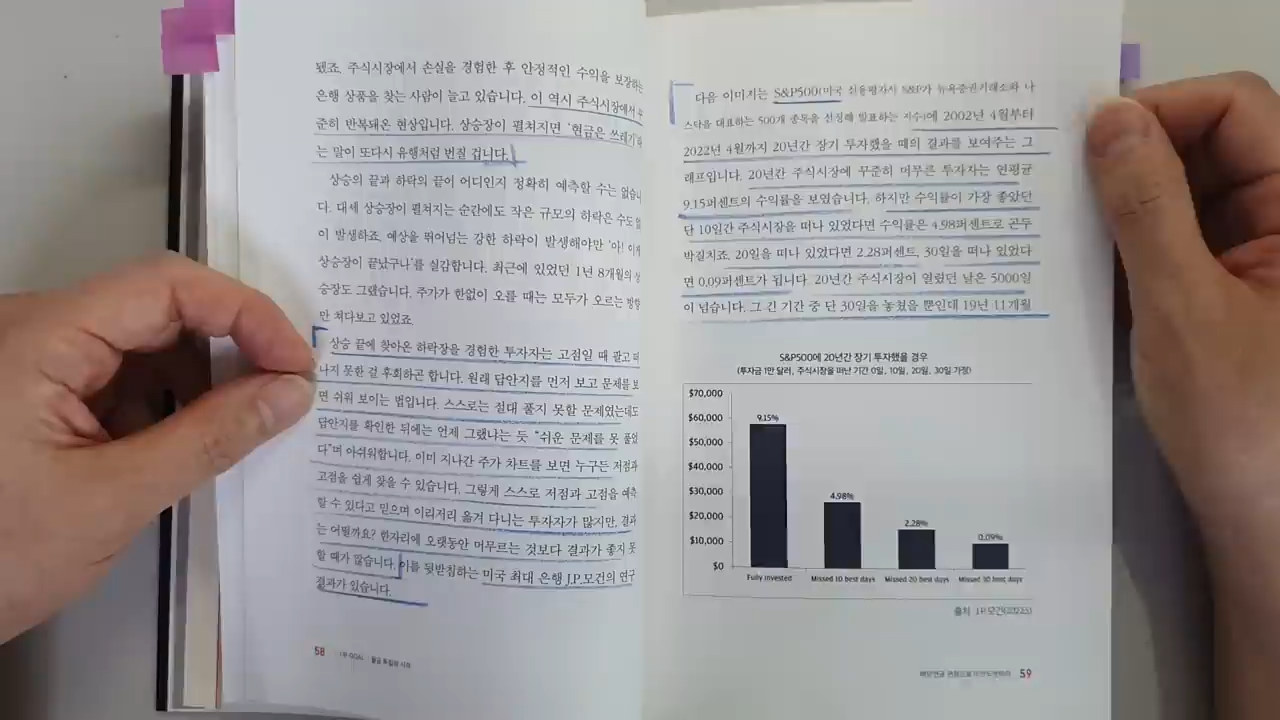 됐죠. 주식시장에서 손실을 경험한 후 안정적인 수익을 보장하는
은행 상품을 찾는 사람이 늘고 있습니다. 이 역시 주식시장에서
준히 반복돼온 현상입니다. 상승장이 펼쳐지면 ‘현금은 쓰레기’
는 말이 또다시 유행처럼 번질 겁니다.
상승의 끝과 하락의 끝이 어디인지 정확히 예측할 수는 없습니
다. 대세 상승장이 펼쳐지는 순간에도 작은 규모의 하락은 수도 없
이 발생하죠. 예상을 뛰어넘는 강한 하락이 발생해야만 ‘아! 이제
상승장이 끝났구나’를 실감합니다. 최근에 있었던 1년 8개월의 상
승장도 그랬습니다. 주가가 한없이 오를 때는 모두가 오르는 방향
만 쳐다보고 있었죠.
상승 끝에 찾아온 하락장을 경험한 투자자는 고점일 때 팔고 떠
나지 못한 걸 후회하곤 합니다. 원래 답안지를 먼저 보고 문제를 보
면 쉬워 보이는 법입니다. 스스로는 절대 풀지 못할 문제였는데도
답안지를 확인한 뒤에는 언제 그랬냐는 듯 “쉬운 문제를 못 풀었
다”며 아쉬워합니다. 이미 지나간 주가 차트를 보면 누구든 저점과
고점을 쉽게 찾을 수 있습니다. 그렇게 스스로 저점과 고점을 예측
할 수 있다고 믿으며 이리저리 옮겨 다니는 투자자가 많지만, 결과
는 어떨까요? 한자리에 오랫동안 머무르는 것보다 결과가 좋지 못
할 때가 많습니다. 이를 뒷받침하는 미국 최대 은행 J.P.모건의 연구
결과가 있습니다.
58 1부 GOAL
다음 이미지는 S&P500(미국 신용평가사 S&P가 뉴욕증권거래소와 나
스닥을 대표하는 500개 종목을 선정해 발표하는 지수)에 2002년 4월부터
2022년 4월까지 20년간 장기 투자했을 때의 결과를 보여주는 그
래프입니다. 20년간 주식시장에 꾸준히 머무른 투자자는 연평균
9.15퍼센트의 수익률을 보였습니다. 하지만 수익률이 가장 좋았던
단 10일간 주식시장을 떠나 있었다면 수익률은 4.98퍼센트로 곤두
박질치죠. 20일을 떠나 있었다면 2.28퍼센트, 30일을 떠나 있었다
면 0.09퍼센트가 됩니다. 20년간 주식시장이 열렸던 날은 5000일
이 넘습니다. 그 긴 기간 중 단 30일을 놓쳤을 뿐인데 19년 11개월
S&P500에 20년간 장기 투자했을 경우
(투자금 1만 달러, 주식시장을 떠난 기간 0일, 10일, 20일, 30일 가정)
$70,000
$60,000
$50,000
$40,000
$30,000
$20,000
$10,000
$0
9.15%
4.98%
2.28%
0.09%
Fully invested
Missed 10 best days
Missed 20 best days
Missed 30 best days
출처: J.P.모건
59